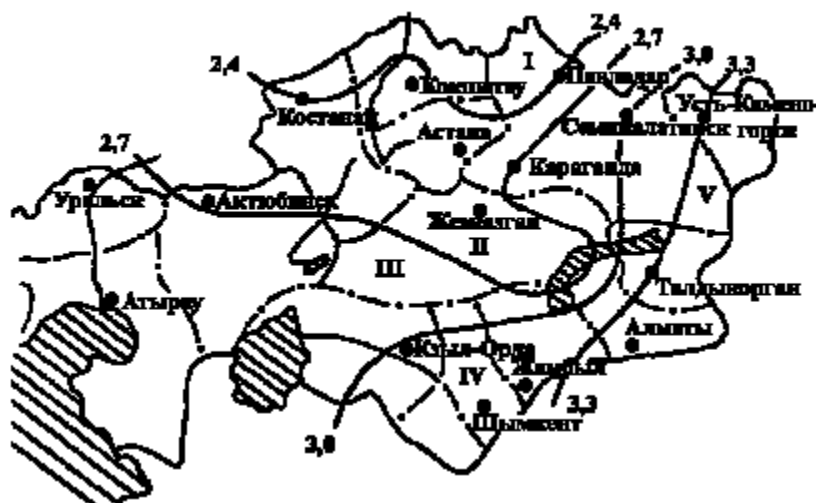 I
2,4
2,7
3,0
3,3
2,4
Кокшетау
Павлодар
Костанай
Усть-Камено-
горск
Семипалатинск
Астана
2,7
Караганда
Уральск
Актюбинск
V
Жезказган
II
III
Талдыкорган
Атырау
Алматы
Кзыл-Орда
IV
Жамбыл
3,3
Шымкент
3,0